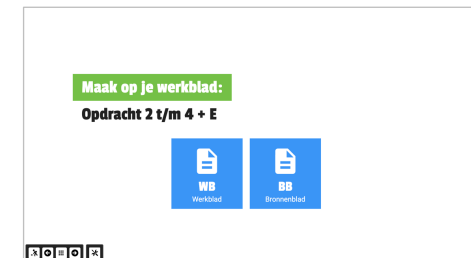 Maak op je werkblad:
Opdracht 2 t/m 4 + E
WB
Werkblad
BB
Bronnenblad